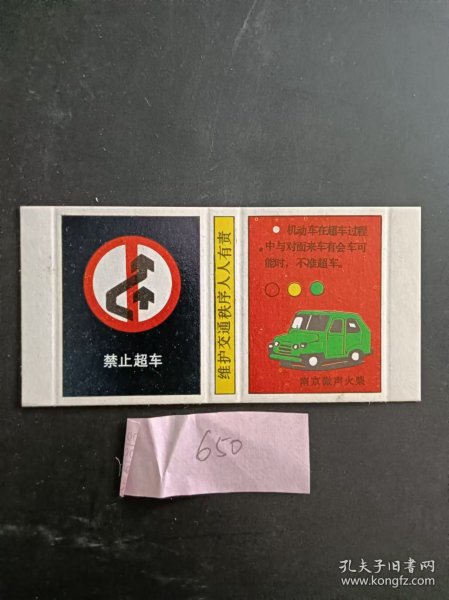 禁止超车
维护交通秩序人人有责
机动车在超车过程
中与对面来车有会车可
能时，不准超车。
南京微声火柴
650
孔夫子旧书网
www.kongfz.com